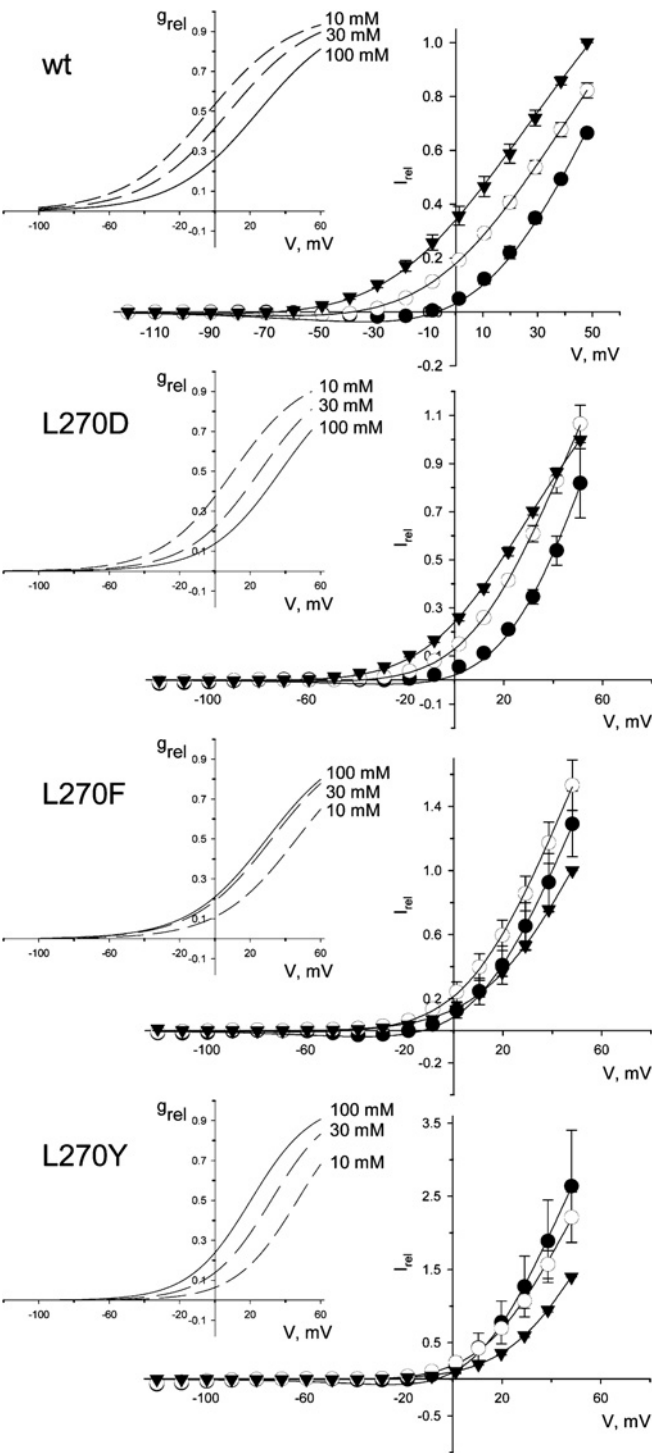 wt
g_rel
10 mM
30 mM
100 mM
0.9
0.7
0.5
0.3
0.1
-0.1
-100 -60 -20 20 60
V, mV
I_rel
1.0
0.8
0.6
0.4
0.2
-0.2
-110 -90 -70 -50 -30 -10 10 30 50
V, mV
L270D
g_rel
10 mM
30 mM
100 mM
0.9
0.7
0.5
0.3
0.1
-0.1
-100 -60 -20 20 60
V, mV
I_rel
1.1
0.9
0.7
0.5
0.3
0.1
-0.1
-100 -60 -20 20 60
V, mV
L270F
g_rel
100 mM
30 mM
10 mM
0.9
0.7
0.5
0.3
0.1
-0.1
-100 -60 -20 20 60
V, mV
I_rel
1.4
1.0
0.6
0.2
-0.2
-100 -60 -20 20 60
V, mV
L270Y
g_rel
100 mM
30 mM
10 mM
0.9
0.7
0.5
0.3
0.1
-0.1
-100 -60 -20 20 60
V, mV
I_rel
3.5
2.5
1.5
0.5
-0.5
-100 -60 -20 20 60
V, mV